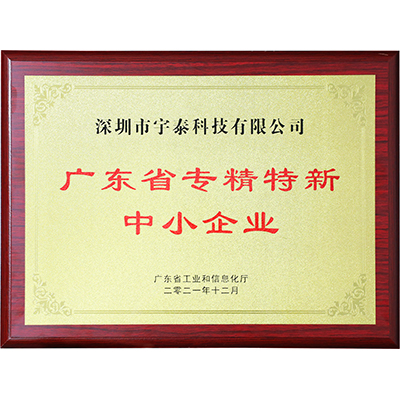 深圳市宇泰科技有限公司
广东省专精特新
中小企业
广东省工业和信息化厅
二零二一年十二月